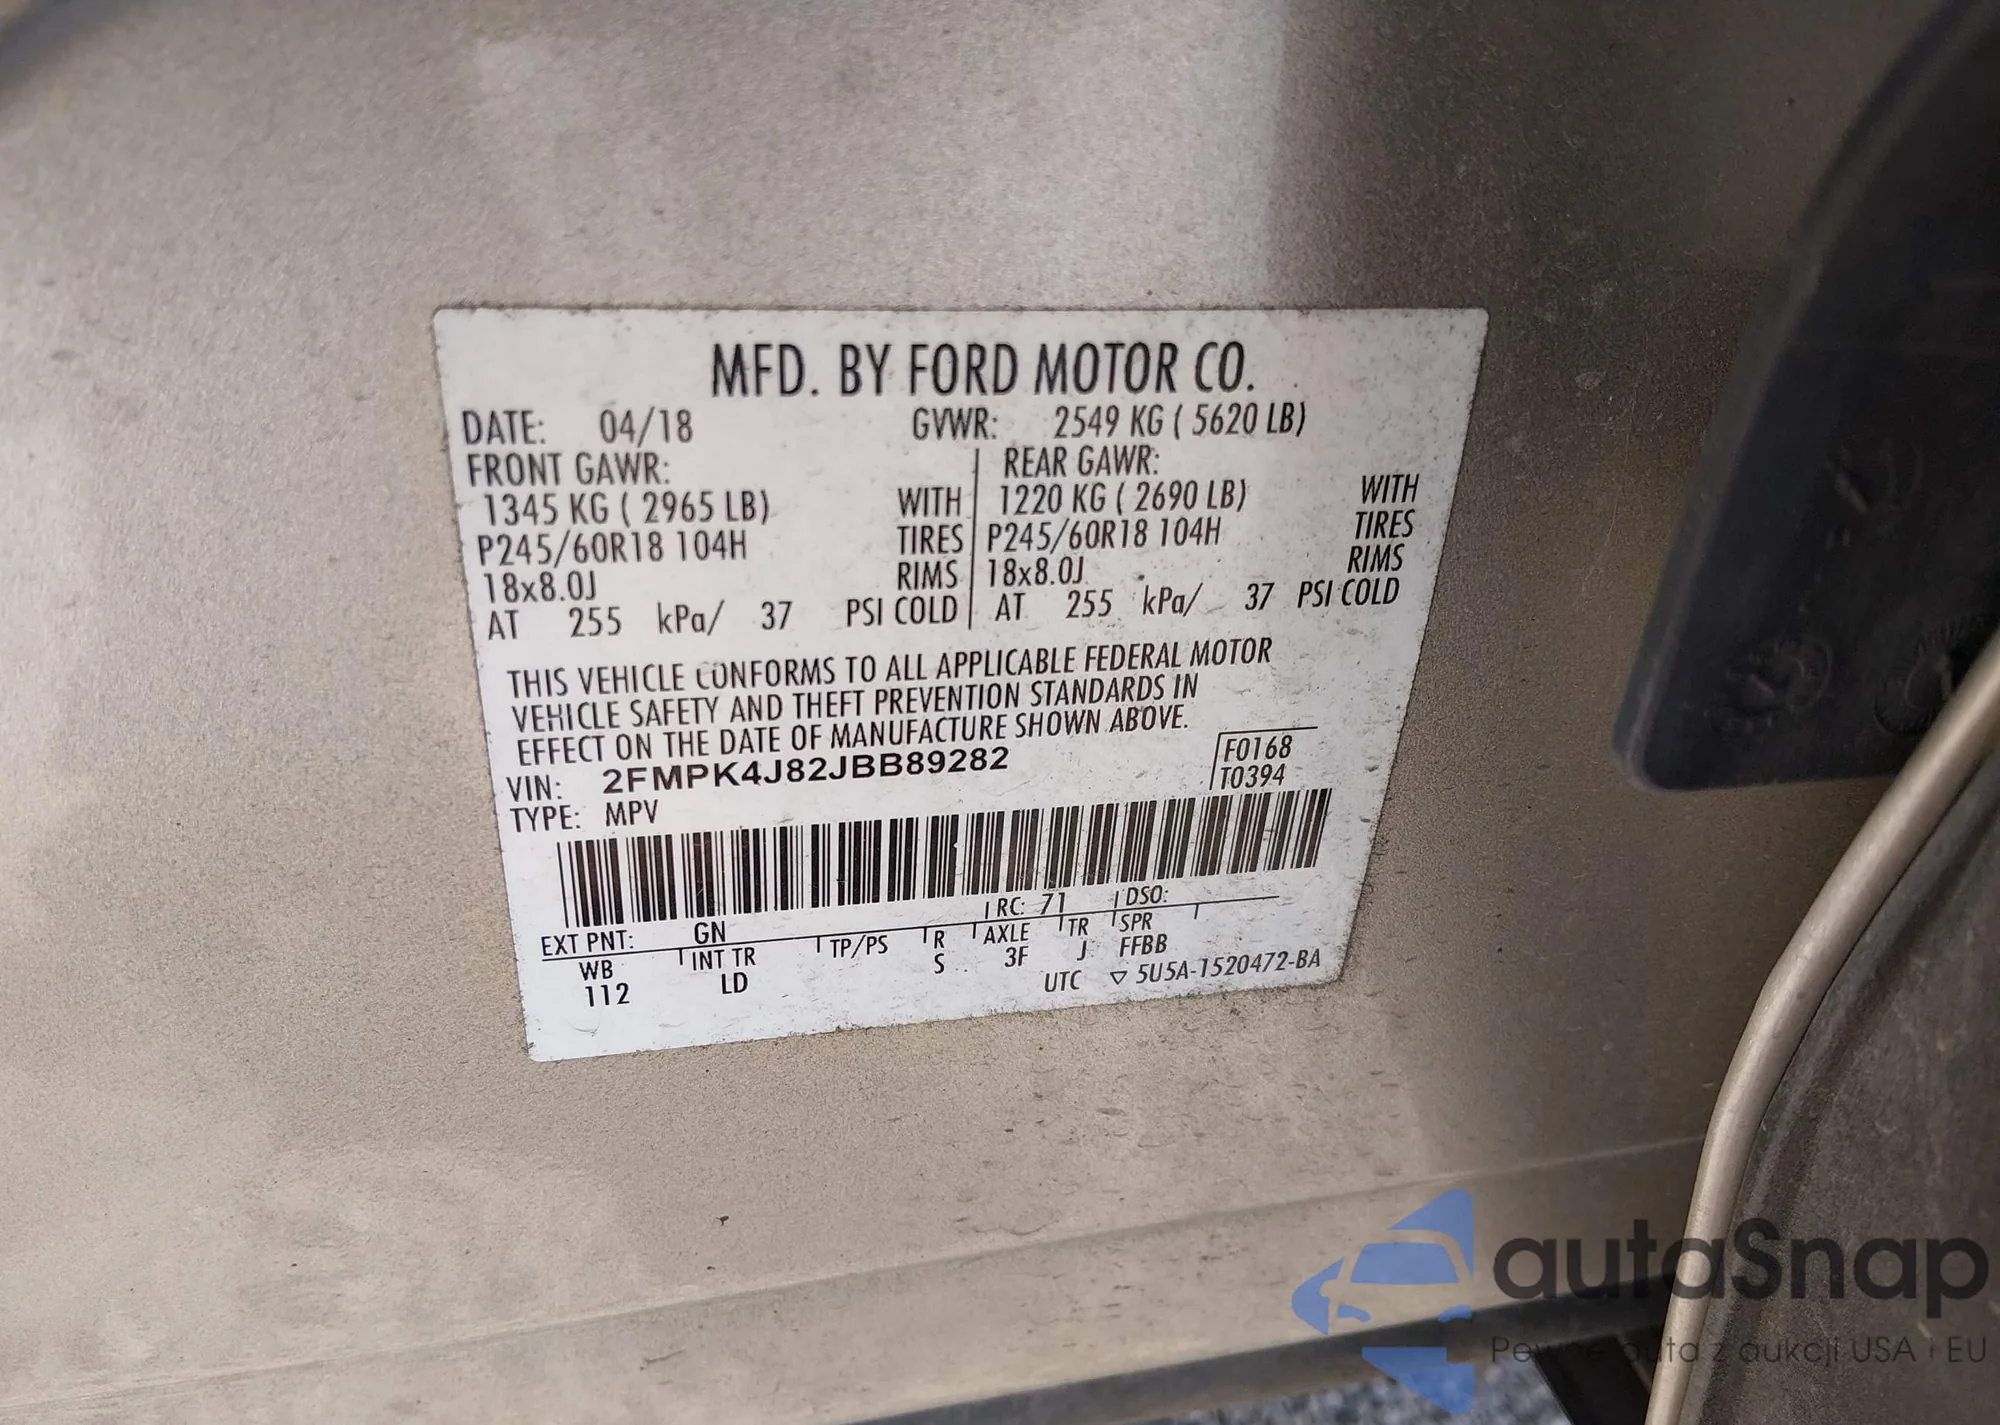 MFD. BY FORD MOTOR CO.
DATE: 04/18 GVWR: 2549 KG ( 5620 LB)
FRONT GAWR: REAR GAWR:
1345 KG ( 2965 LB) WITH 1220 KG ( 2690 LB) WITH
P245/60R18 104H TIRES P245/60R18 104H TIRES
18x8.0J RIMS 18x8.0J RIMS
AT 255 kPa/ 37 PSI COLD AT 255 kPa/ 37 PSI COLD
THIS VEHICLE CONFORMS TO ALL APPLICABLE FEDERAL MOTOR
VEHICLE SAFETY AND THEFT PREVENTION STANDARDS IN
EFFECT ON THE DATE OF MANUFACTURE SHOWN ABOVE.
VIN: 2FMPK4J82JBB89282 F0168
TYPE: MPV T0394
EXT PNT: GN RC: 71 DSO:
WB INT TR TP/PS R AXLE TR SPR
112 LD S 3F J FFBB
UTC ▽ 5U5A-1520472-BA
autaSnap
Pewne auta z aukcji USA i EU